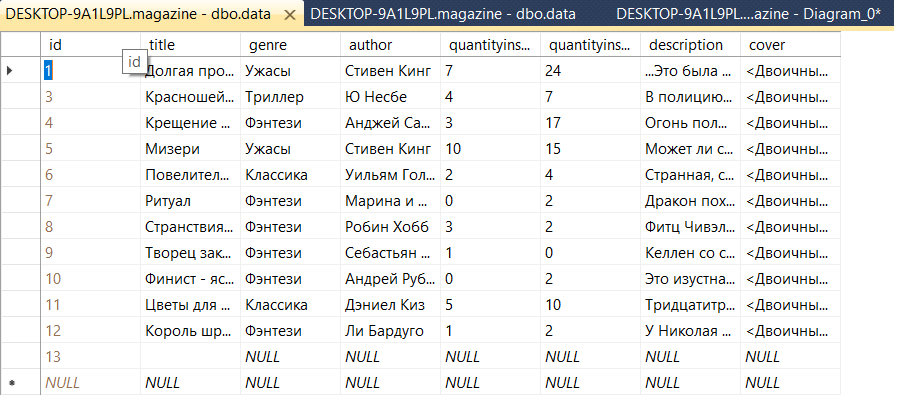 DESKTOP-9A1L9PL.magazine - dbo.data × DESKTOP-9A1L9PL.magazine - dbo.data DESKTOP-9A1L9PL....azine - Diagram_0*
id title genre author quantityins... quantityins... description cover
id
1 Долгая про... Ужасы Стивен Кинг 7 24 ...Это была ... <Двоичны...
3 Красношей... Триллер Ю Несбе 4 7 В полицию... <Двоичны...
4 Крещение ... Фэнтези Анджей Са... 3 17 Огонь пол... <Двоичны...
5 Мизери Ужасы Стивен Кинг 10 15 Может ли с... <Двоичны...
6 Повелител... Классика Уильям Гол... 2 4 Странная, с... <Двоичны...
7 Ритуал Фэнтези Марина и ... 0 2 Дракон пох... <Двоичны...
8 Странствия... Фэнтези Робин Хобб 3 2 Фитц Чивэл... <Двоичны...
9 Творец зак... Фэнтези Себастьян ... 1 0 Келлен со с... <Двоичны...
10 Финист - яс... Фэнтези Андрей Руб... 0 2 Это изустна... <Двоичны...
11 Цветы для ... Классика Дэниел Киз 5 10 Тридцатитр... <Двоичны...
12 Король шр... Фэнтези Ли Бардуго 1 2 У Николая ... <Двоичны...
13 NULL NULL NULL NULL NULL NULL
NULL NULL NULL NULL NULL NULL NULL NULL